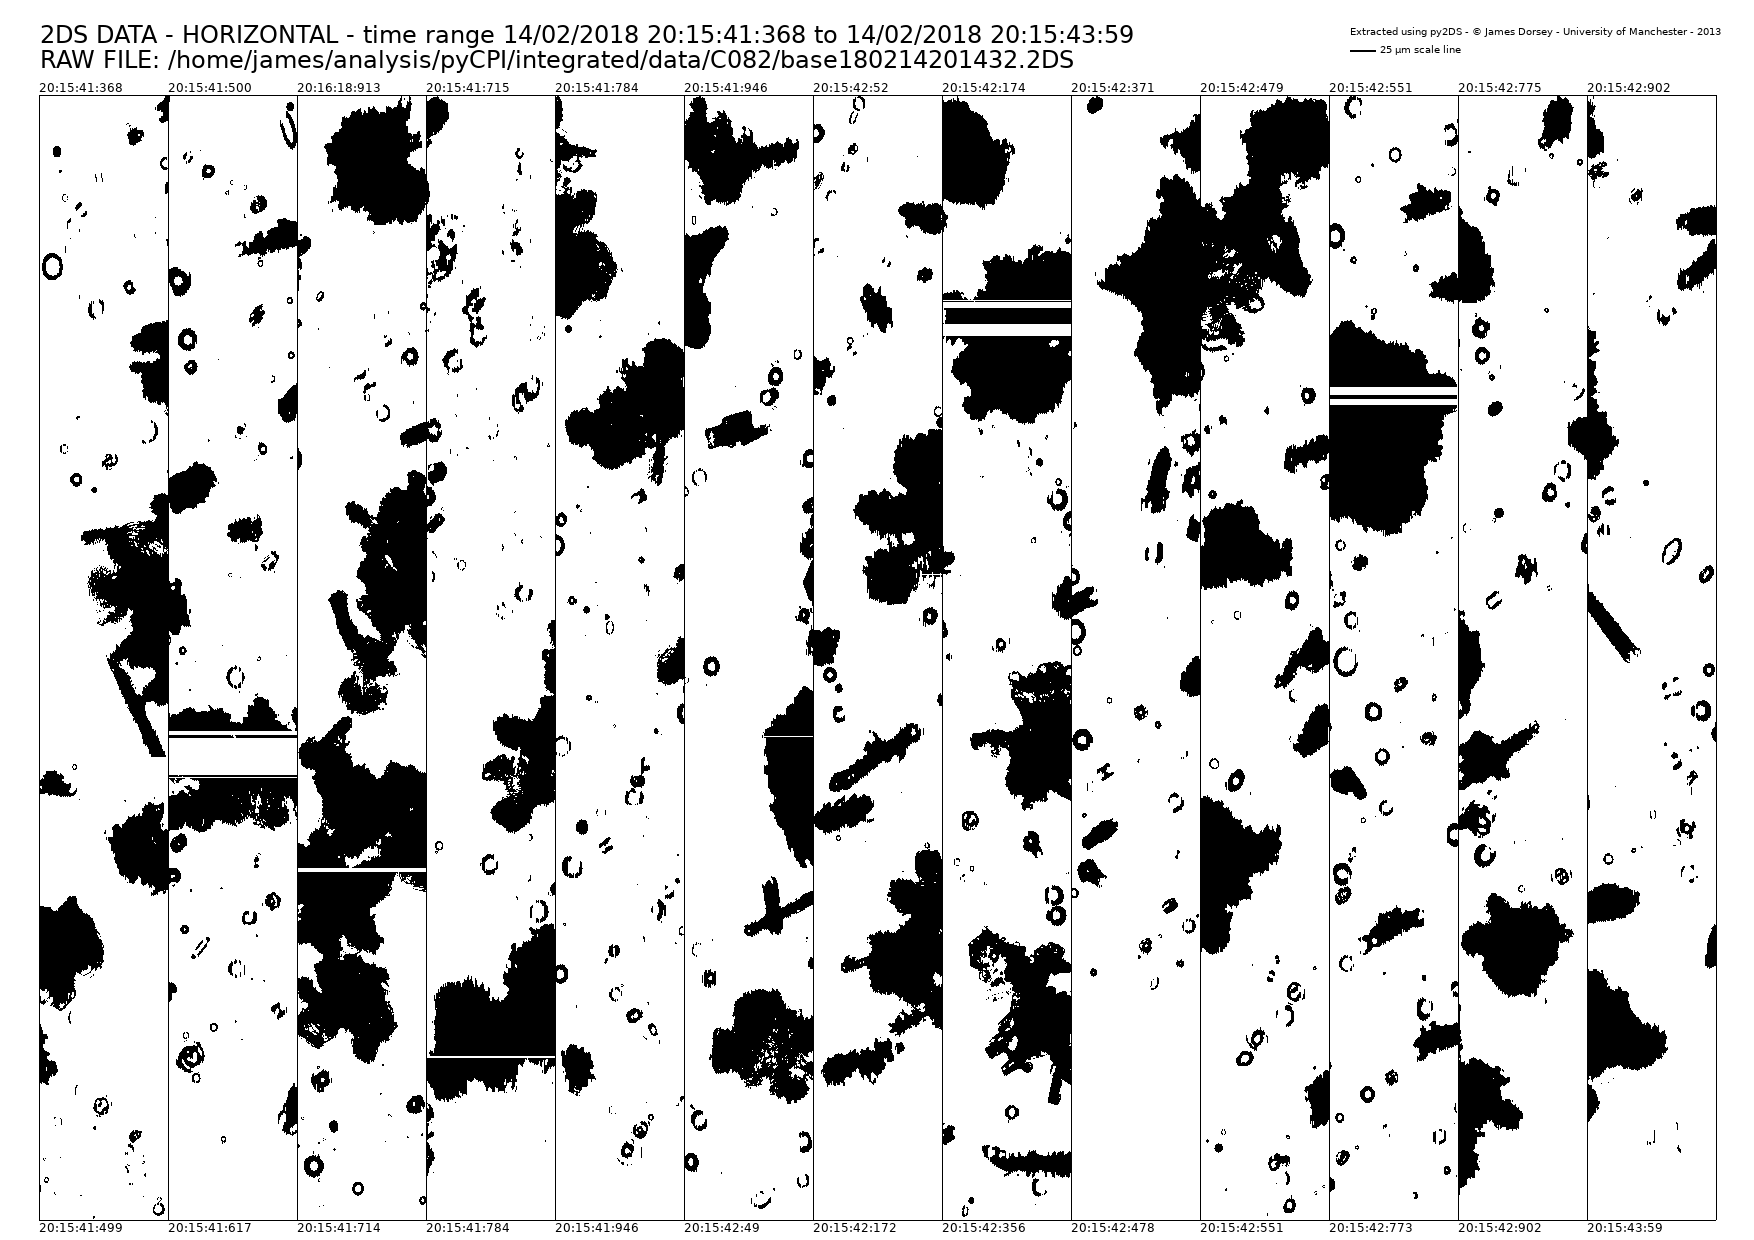 2DS DATA - HORIZONTAL - time range 14/02/2018 20:15:41:368 to 14/02/2018 20:15:43:59
RAW FILE: /home/james/analysis/pyCPI/integrated/data/C082/base180214201432.2DS
Extracted using py2DS - © James Dorsey - University of Manchester - 2013
25 µm scale line
20:15:41:368 20:15:41:500 20:16:18:913 20:15:41:715 20:15:41:784 20:15:41:946 20:15:42:52 20:15:42:174 20:15:42:371 20:15:42:479 20:15:42:551 20:15:42:775 20:15:42:902
20:15:41:499 20:15:41:617 20:15:41:714 20:15:41:784 20:15:41:946 20:15:42:49 20:15:42:172 20:15:42:356 20:15:42:478 20:15:42:551 20:15:42:773 20:15:42:902 20:15:43:59